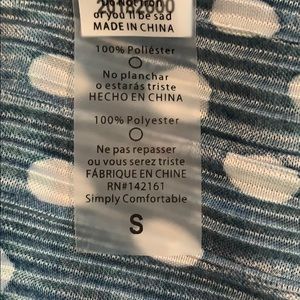 or you'll be sad
MADE IN CHINA
100% Poliéster
No planchar
o estarás triste
HECHO EN CHINA
100% Polyester
Ne pas repasser
ou vous serez triste
FÁBRIQUE EN CHINE
RN#142161
Simply Comfortable
S